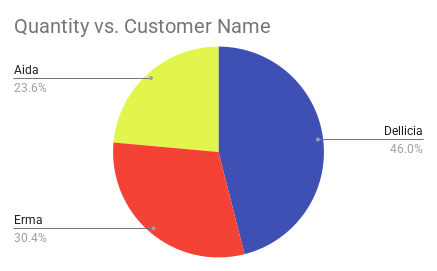 Quantity vs. Customer Name
Aida
23.6%
Dellicia
46.0%
Erma
30.4%